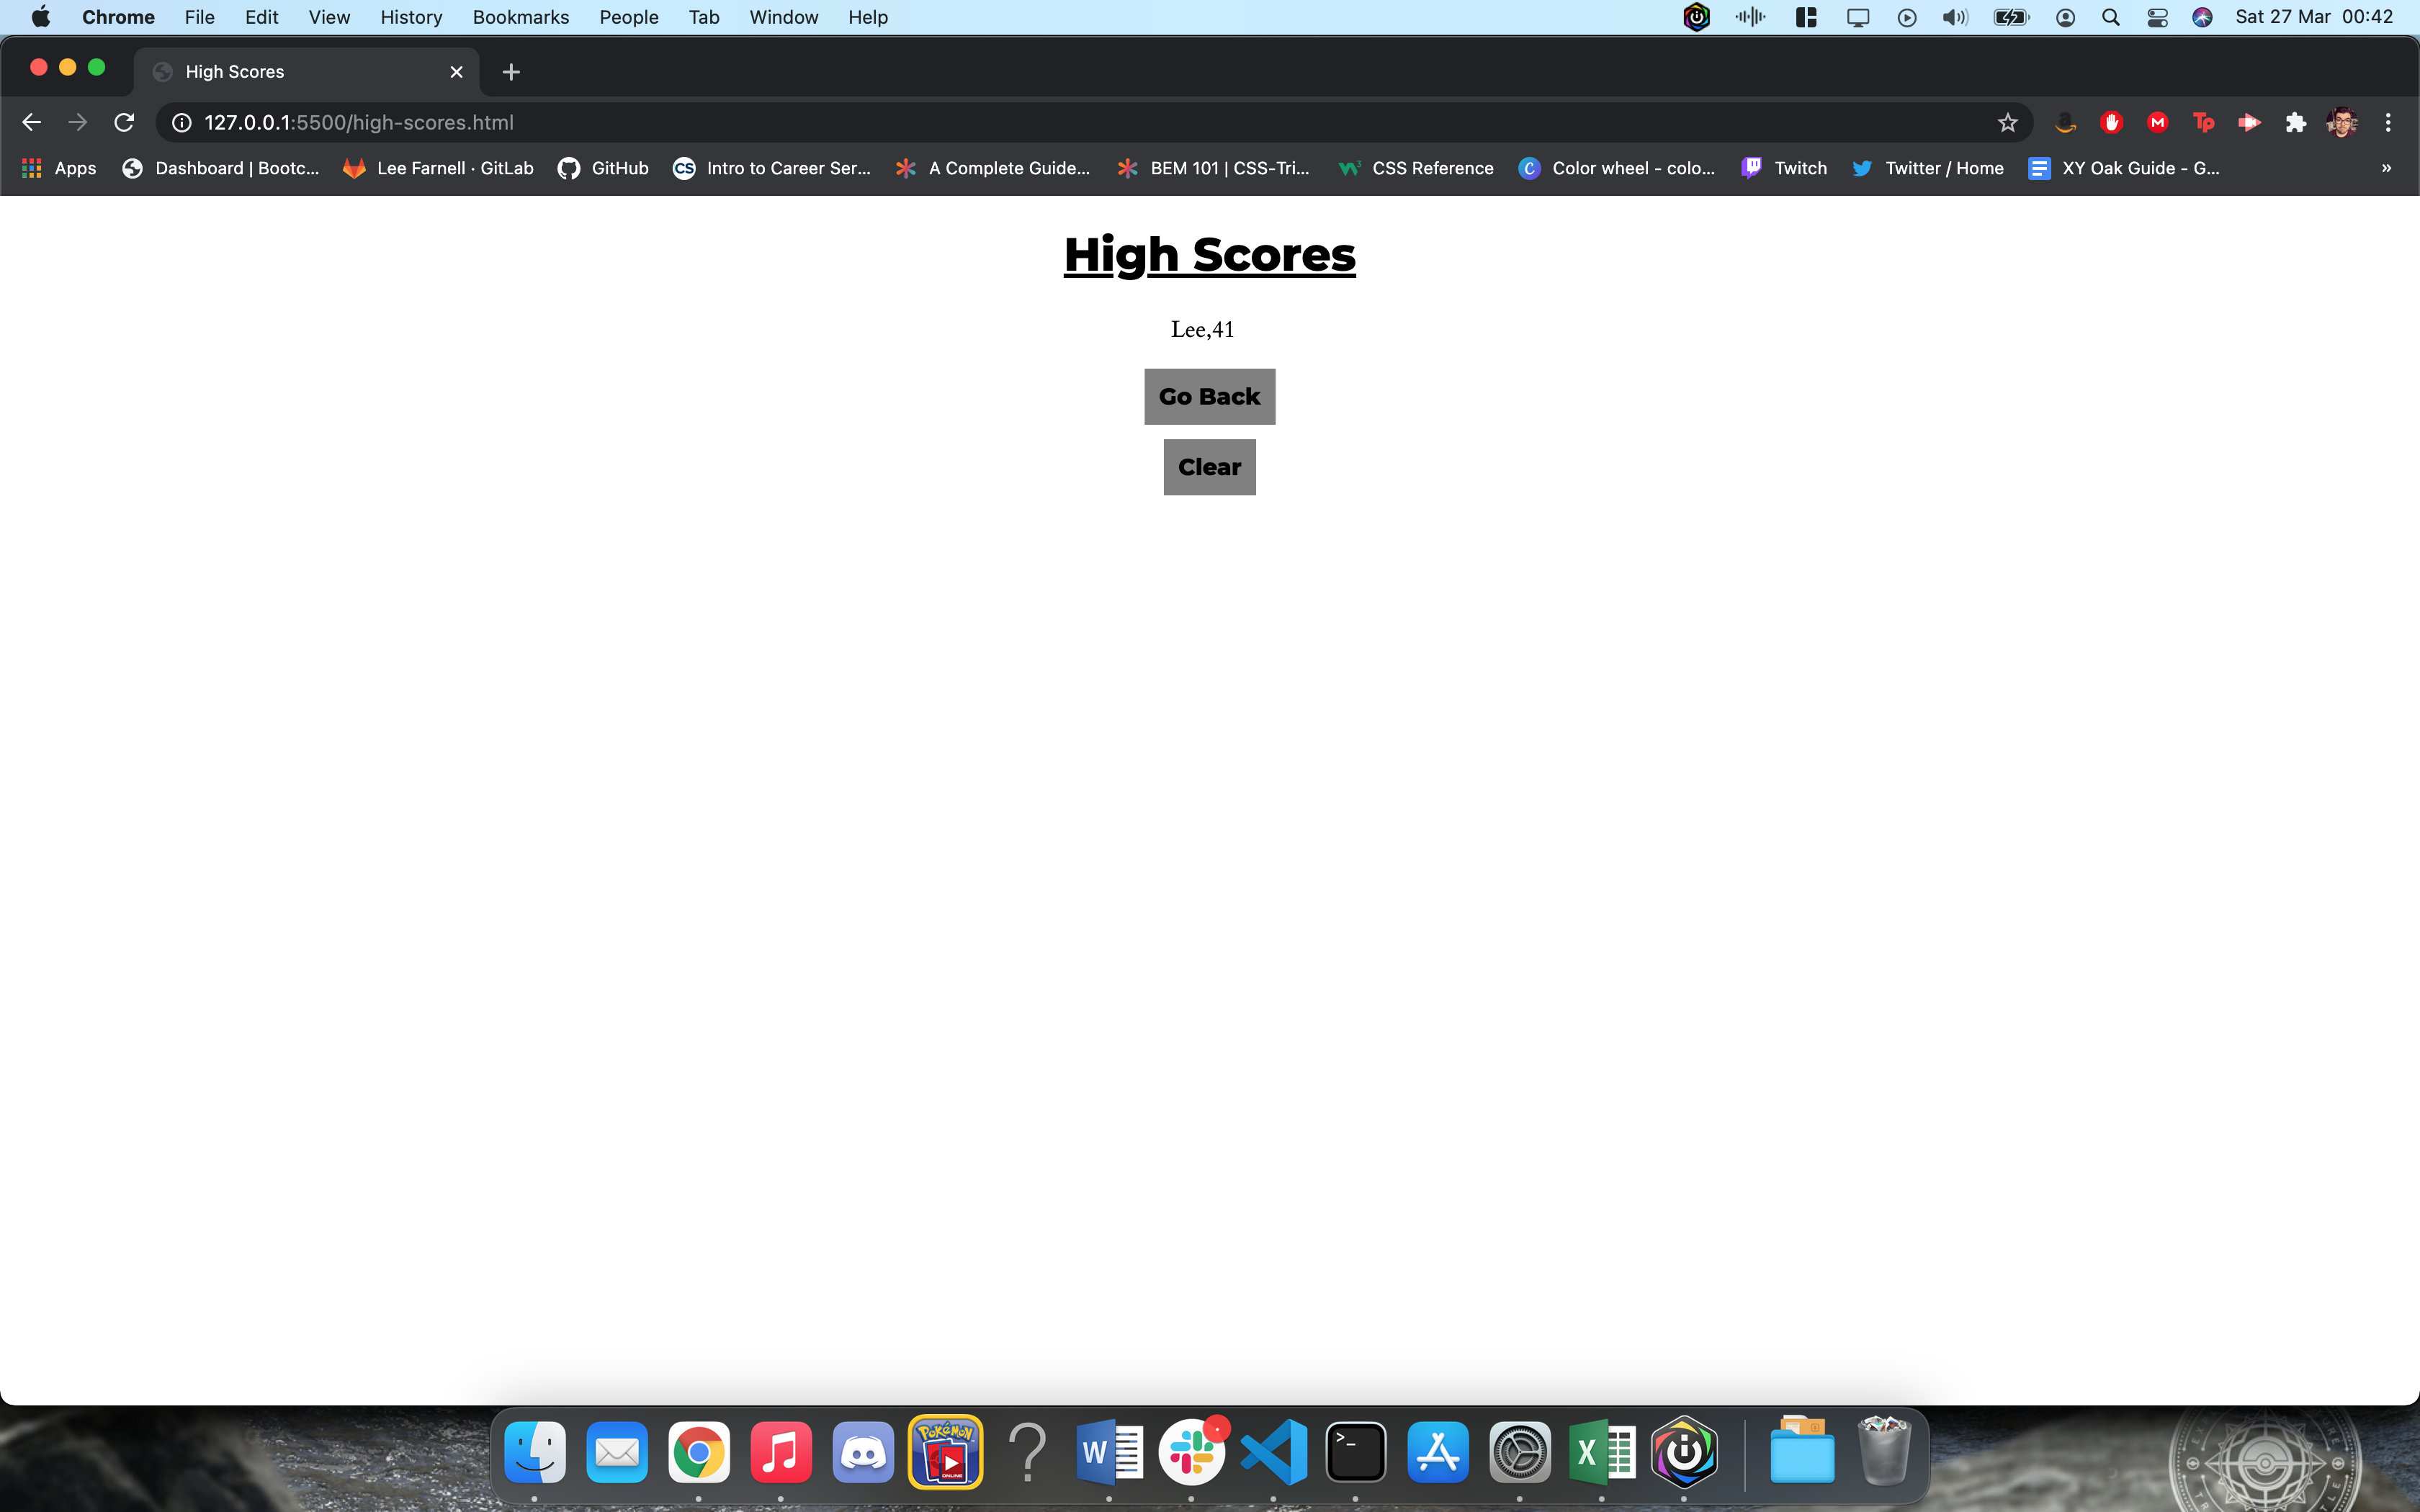 Chrome File Edit View History Bookmarks People Tab Window Help Sat 27 Mar 00:42
High Scores
127.0.0.1:5500/high-scores.html
Apps Dashboard | Bootc... Lee Farnell · GitLab GitHub CS Intro to Career Ser... A Complete Guide... BEM 101 | CSS-Tri... CSS Reference Color wheel - colo... Twitch Twitter / Home XY Oak Guide - G... »
High Scores
Lee,41
Go Back
Clear